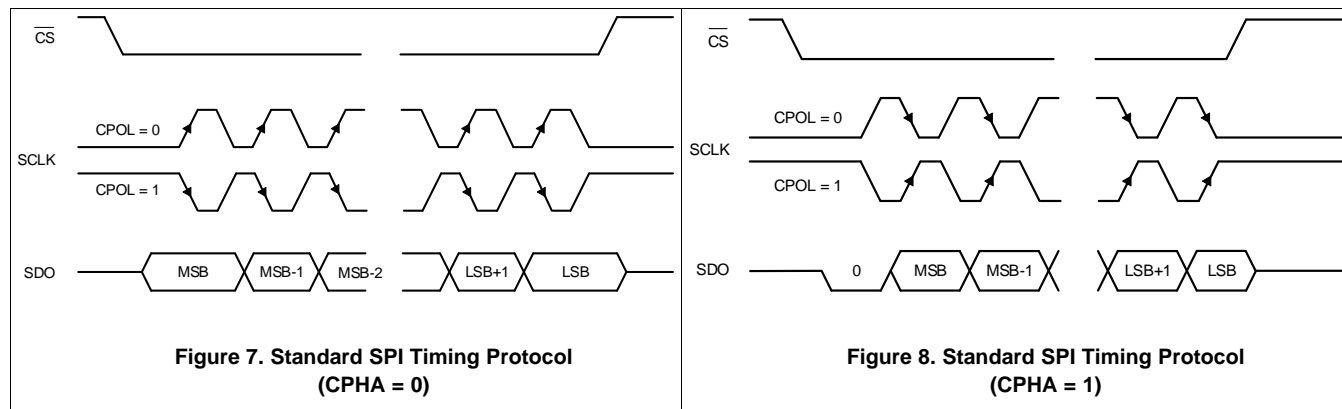 CS
CPOL = 0
SCLK
CPOL = 1
SDO
MSB
MSB-1
MSB-2
LSB+1
LSB
Figure 7. Standard SPI Timing Protocol
(CPHA = 0)
CS
CPOL = 0
SCLK
CPOL = 1
SDO
0
MSB
MSB-1
LSB+1
LSB
Figure 8. Standard SPI Timing Protocol
(CPHA = 1)